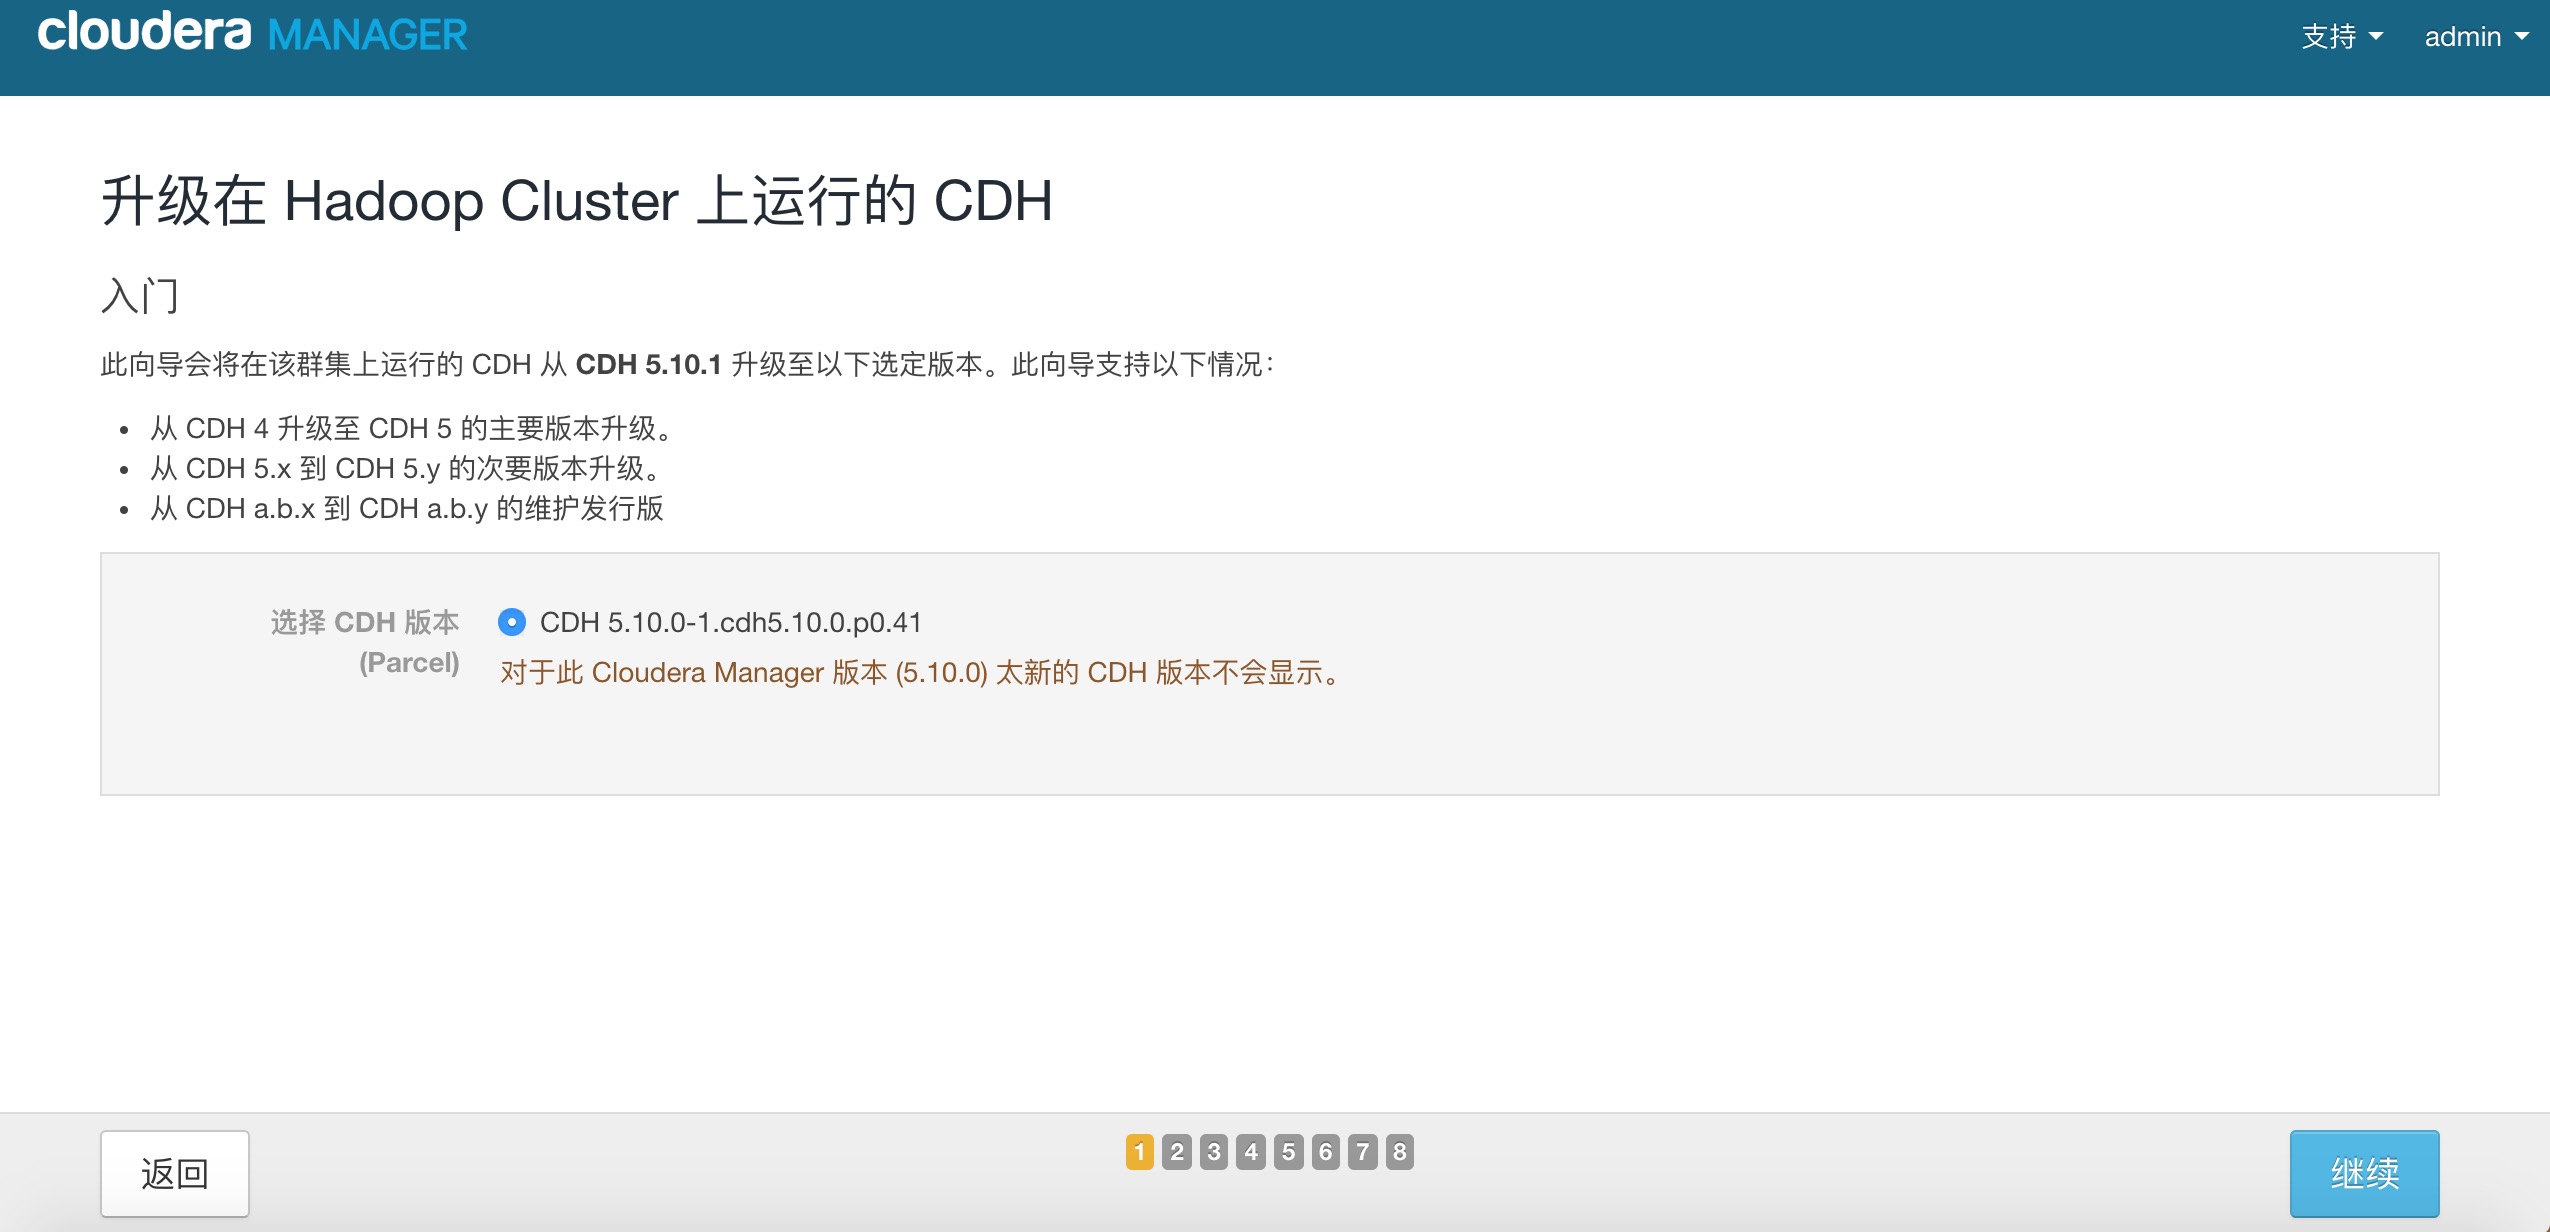 cloudera MANAGER
支持 admin
升级在 Hadoop Cluster 上运行的 CDH
入门
此向导会将在该群集上运行的 CDH 从 CDH 5.10.1 升级至以下选定版本。此向导支持以下情况：
从 CDH 4 升级至 CDH 5 的主要版本升级。
从 CDH 5.x 到 CDH 5.y 的次要版本升级。
从 CDH a.b.x 到 CDH a.b.y 的维护发行版
选择 CDH 版本 CDH 5.10.0-1.cdh5.10.0.p0.41
(Parcel) 对于此 Cloudera Manager 版本 (5.10.0) 太新的 CDH 版本不会显示。
返回 1 2 3 4 5 6 7 8 继续